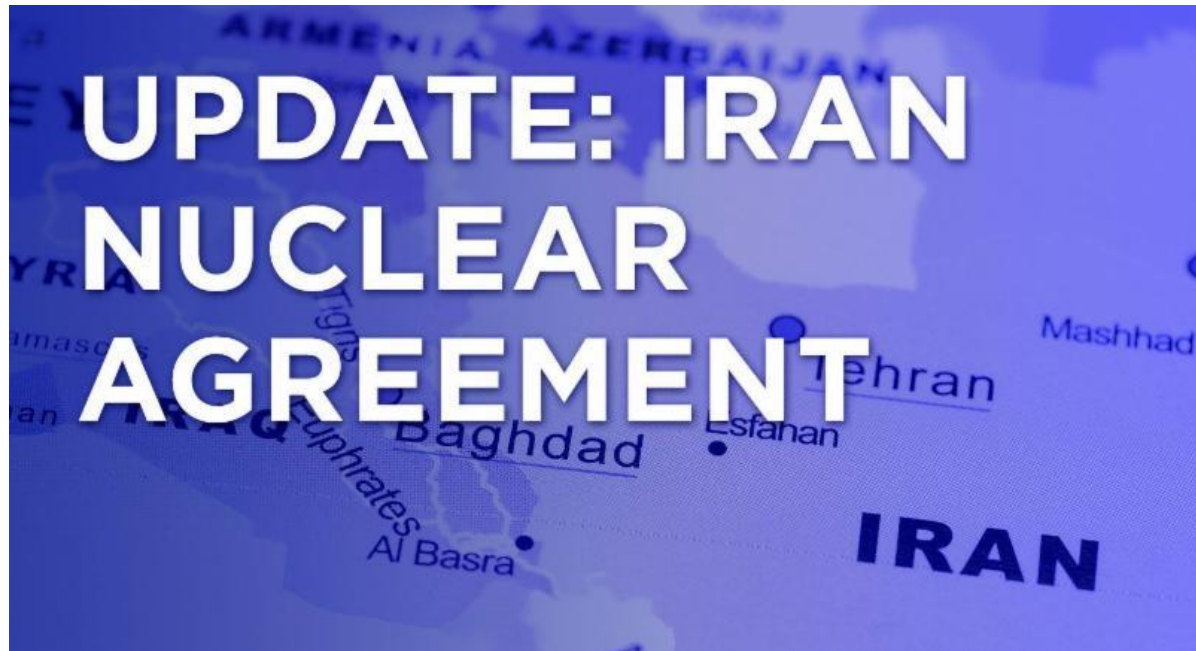 ARMENIA AZERBAIJAN
UPDATE: IRAN
NUCLEAR
AGREEMENT
Tigris
Tehran
Mashhad
IRAQ
Euphrates
Baghdad
Esfahan
Al Basra
IRAN